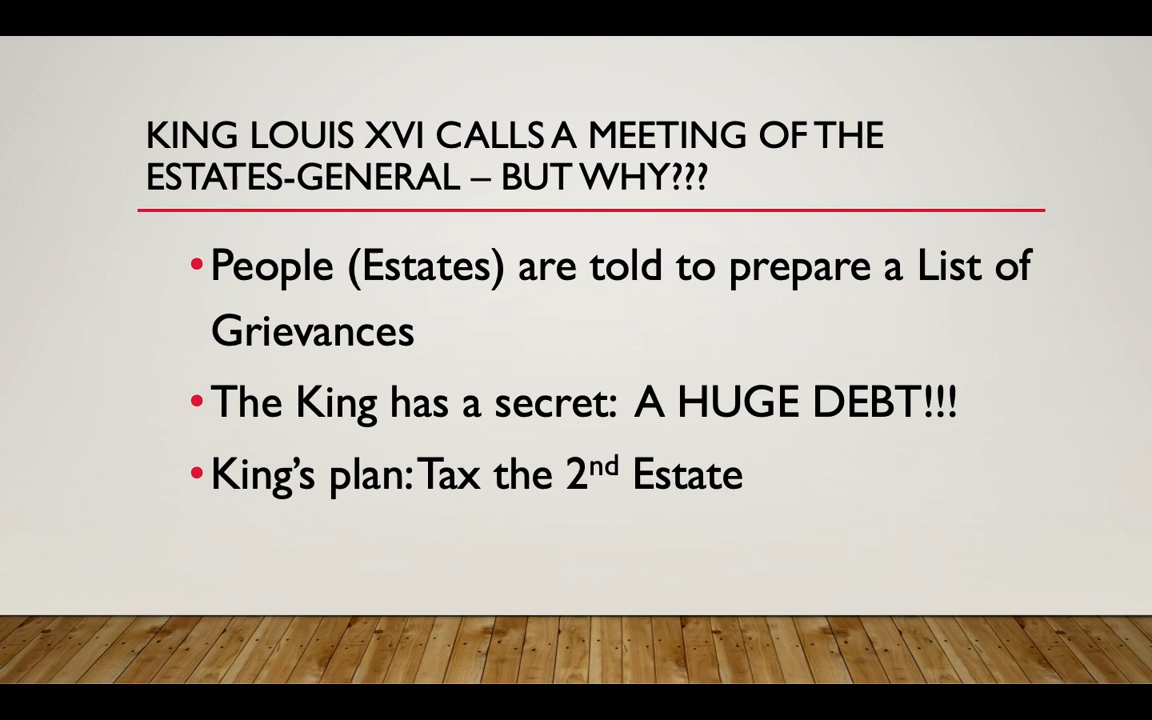 KING LOUIS XVI CALLS A MEETING OF THE
ESTATES-GENERAL – BUT WHY???
•People (Estates) are told to prepare a List of
Grievances
•The King has a secret: A HUGE DEBT!!!
•King’s plan: Tax the 2nd Estate